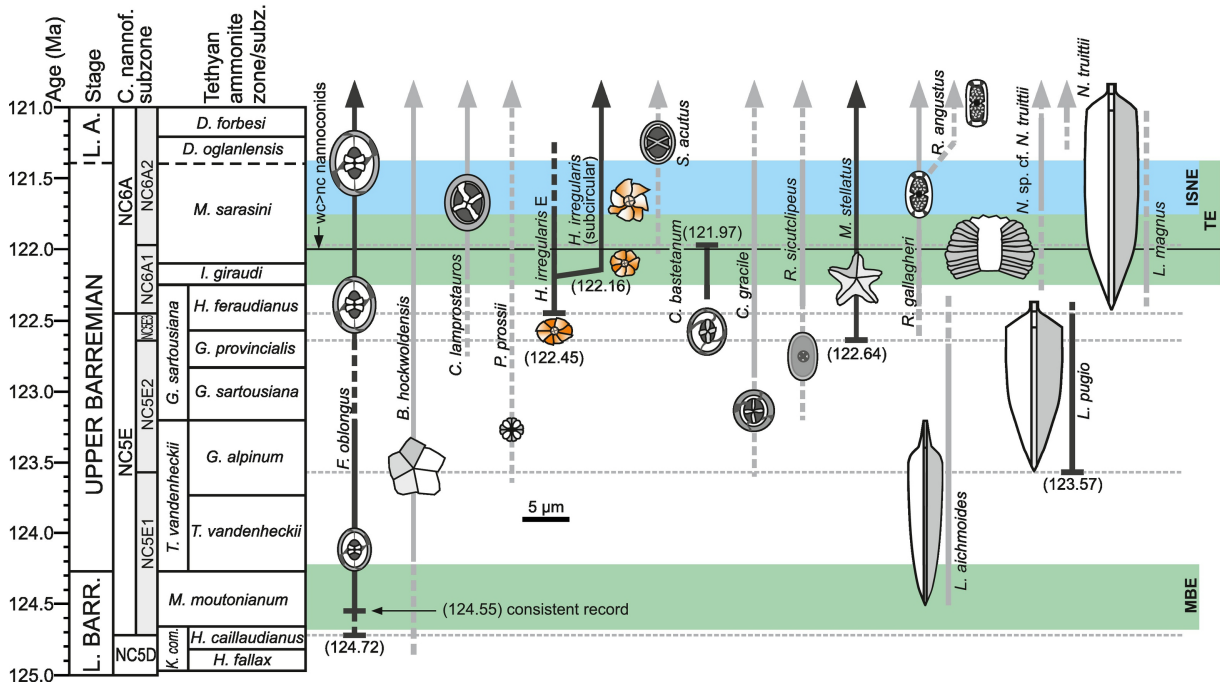 Age (Ma)
Stage
C. nannof.
subzone
Tethyan
ammonite
zone/subz.
121.0
121.5
122.0
122.5
123.0
123.5
124.0
124.5
125.0
L. A.
UPPER BARREMIAN
L. BARR.
NC6A
NC5E
NC5D
NC6A2
NC6A1
NC5E3
NC5E2
NC5E1
D. forbesi
D. oglanlensis
M. sarasini
I. giraudi
G. sartousiana
H. feraudianus
G. provincialis
G. sartousiana
T. vandenheckii
G. alpinum
T. vandenheckii
M. moutonianum
K. com.
H. caillaudianus
H. fallax
wc>nc nannoconids
F. oblongus
(124.55) consistent record
(124.72)
B. hockwoldensis
C. lamprostauros
P. prossii
H. irregularis E
(122.45)
H. irregularis
(subcircular)
(122.16)
5 µm
S. acutus
C. bastetanum
(121.97)
C. gracile
R. sicutclipeus
M. stellatus
(122.64)
R. gallagheri
R. angustus
L. aichmoides
N. sp. cf. N. truittii
L. pugio
(123.57)
N. truittii
L. magnus
ISNE
TE
MBE